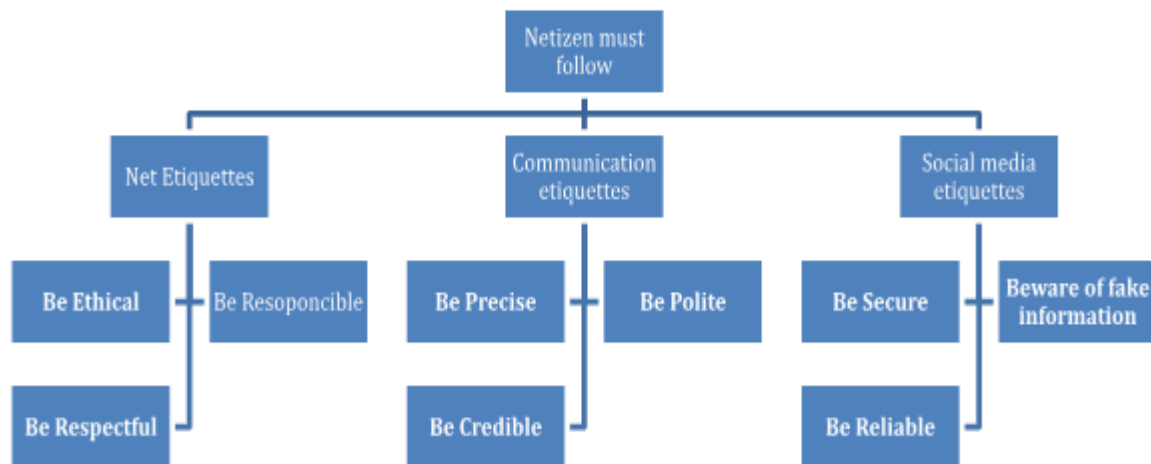 Netizen must
follow
Net Etiquettes
Communication
etiquettes
Social media
etiquettes
Be Ethical
Be Resoponcible
Be Precise
Be Polite
Be Secure
Beware of fake
information
Be Respectful
Be Credible
Be Reliable